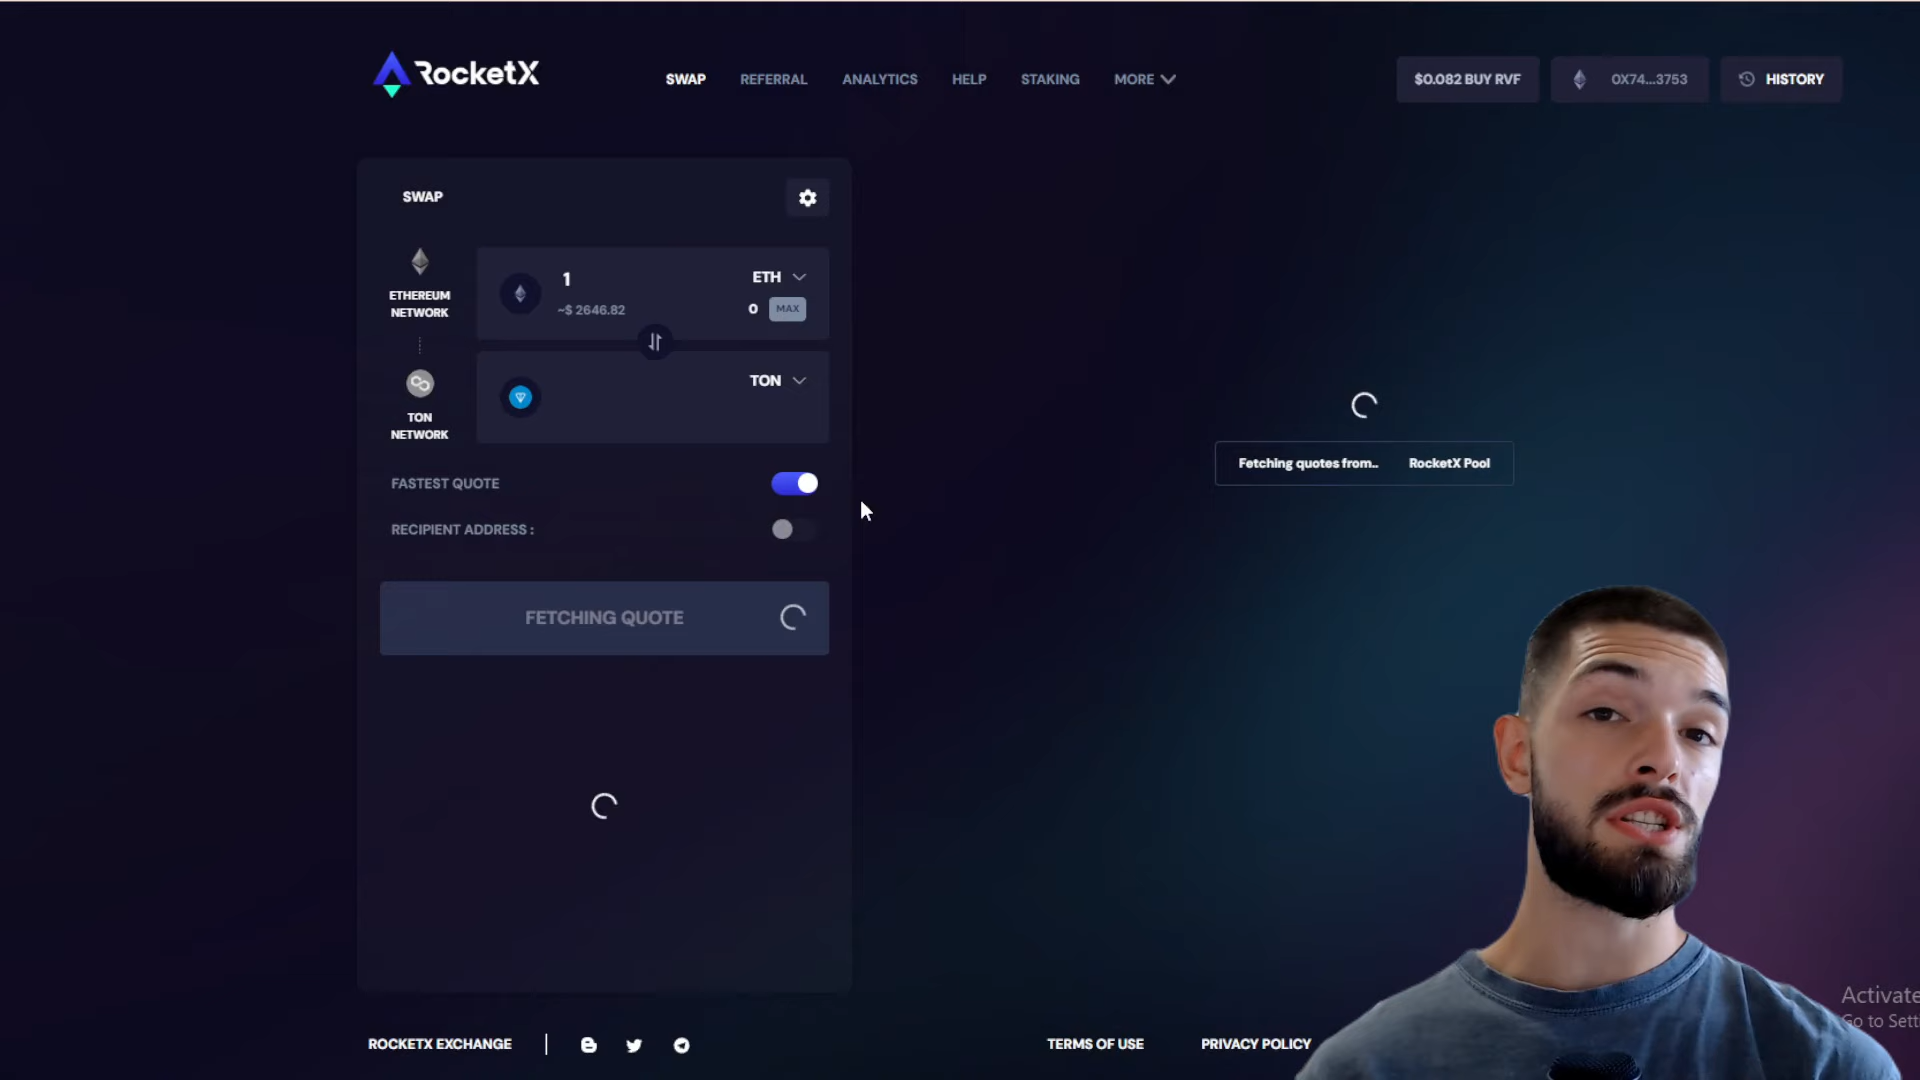 RocketX
SWAP
REFERRAL
ANALYTICS
HELP
STAKING
MORE
$0.082 BUY RVF
0X74...3753
HISTORY
SWAP
ETHEREUM
NETWORK
1
ETH
~$ 2646.82
0
MAX
TON
NETWORK
TON
FASTEST QUOTE
RECIPIENT ADDRESS :
FETCHING QUOTE
Fetching quotes from..
RocketX Pool
ROCKETX EXCHANGE
TERMS OF USE
PRIVACY POLICY
Activate
Go to Setti